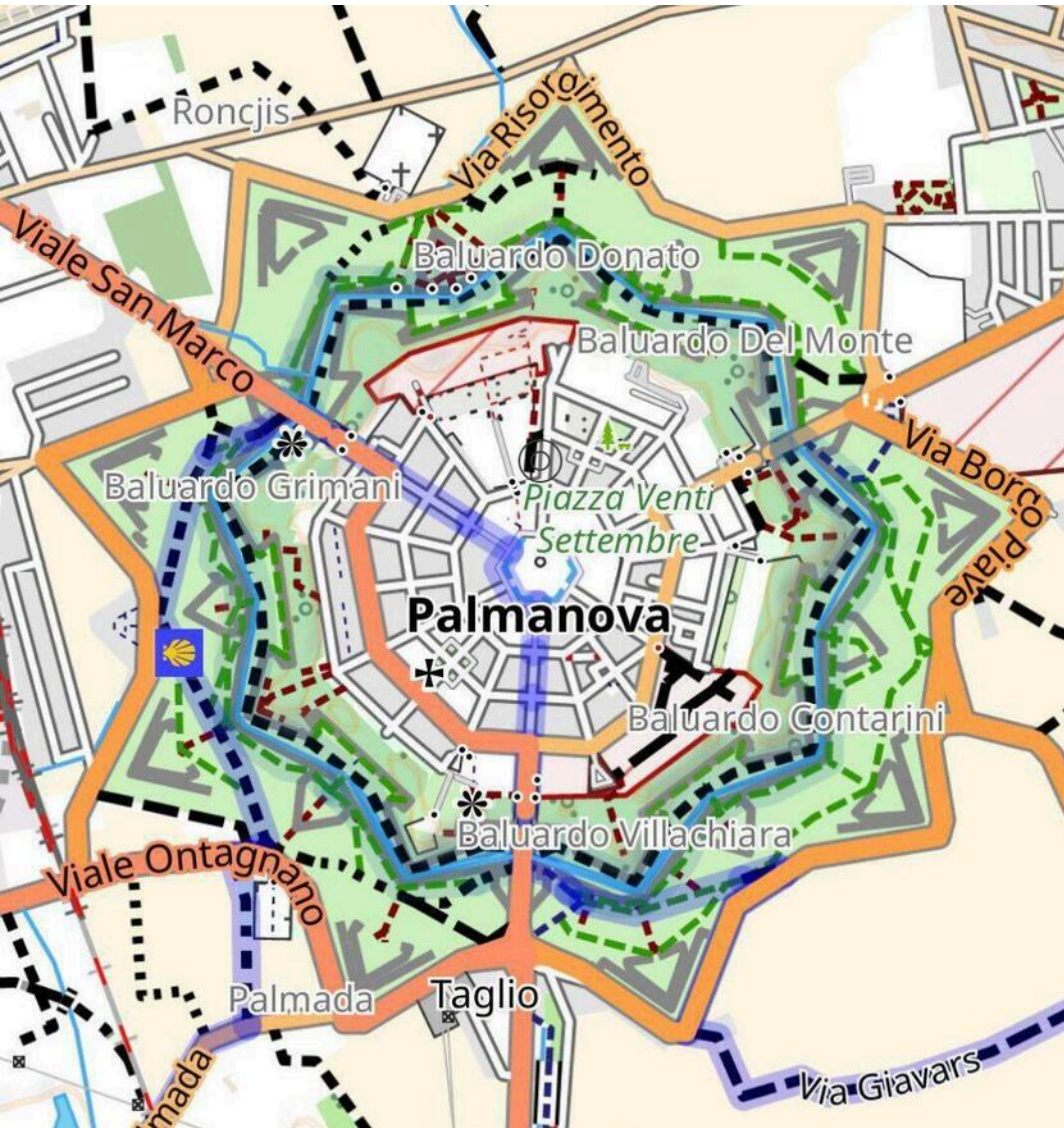 Roncjis
Via Risorgimento
Viale San Marco
Baluardo Donato
Baluardo Del Monte
Via Borgo
Piave
Baluardo Grimani
Piazza Venti
Settembre
Palmanova
Baluardo Contarini
Baluardo Villachiara
Viale Ontagnano
Palmada
Taglio
mada
Via Giavars